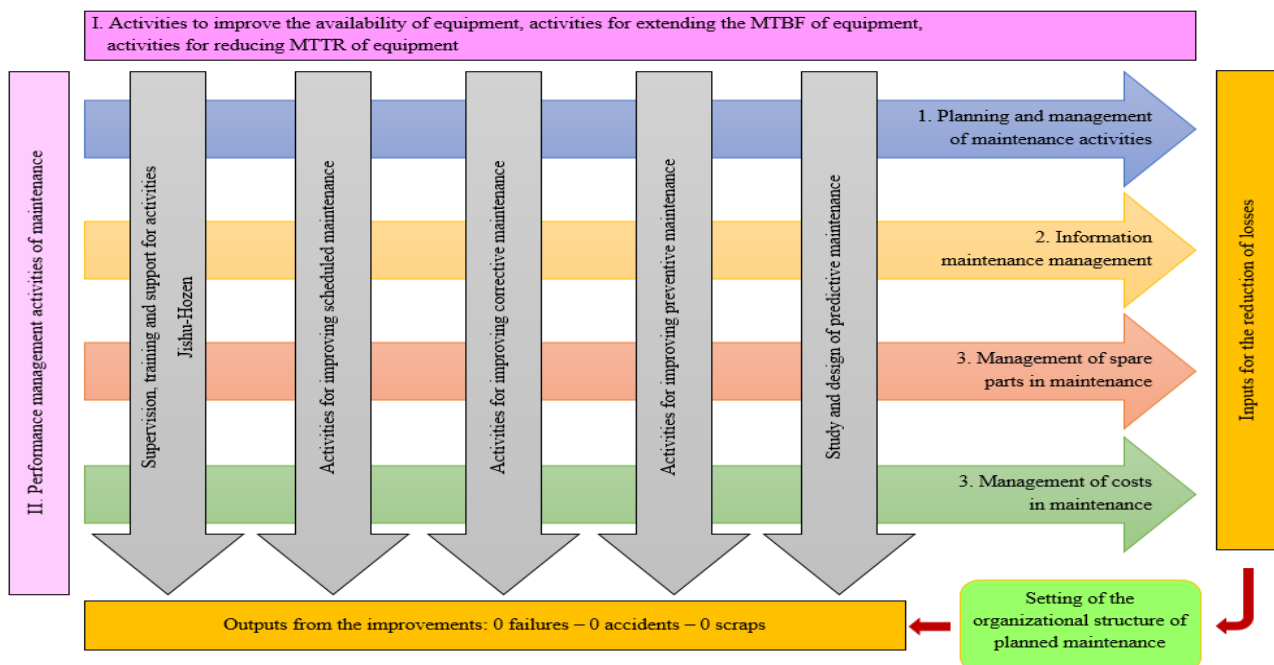 I. Activities to improve the availability of equipment, activities for extending the MTBF of equipment,
activities for reducing MTTR of equipment
II. Performance management activities of maintenance
Supervision, training and support for activities
Jishu-Hozen
Activities for improving scheduled maintenance
Activities for improving corrective maintenance
Activities for improving preventive maintenance
Study and design of predictive maintenance
1. Planning and management
of maintenance activities
2. Information
maintenance management
3. Management of spare
parts in maintenance
3. Management of costs
in maintenance
Inputs for the reduction of losses
Outputs from the improvements: 0 failures – 0 accidents – 0 scraps
Setting of the
organizational structure of
planned maintenance